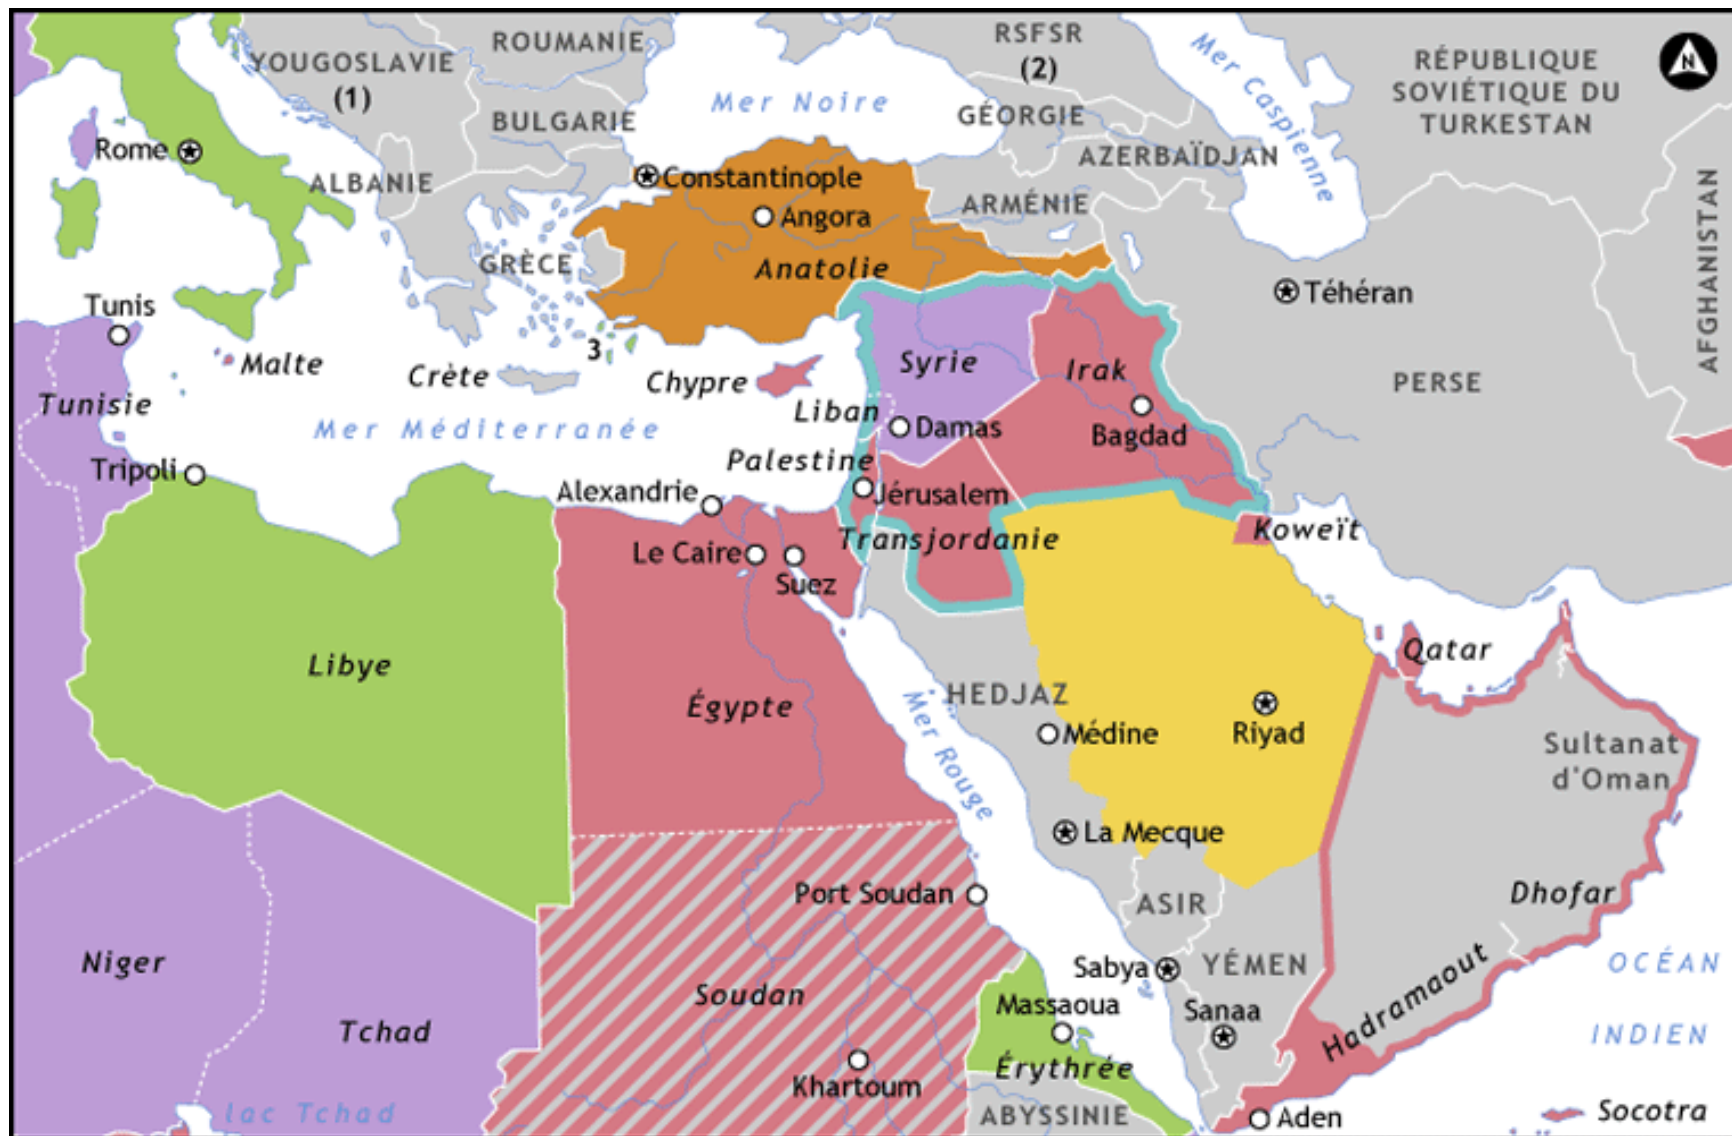 YOUGOSLAVIE
(1)
ROUMANIE
RSFSR
(2)
RÉPUBLIQUE
SOVIÉTIQUE DU
TURKESTAN
N
Mer Noire
Mer Caspienne
BULGARIE
GÉORGIE
AZERBAÏDJAN
Rome
ALBANIE
Constantinople
Angora
ARMÉNIE
AFGHANISTAN
GRÈCE
Anatolie
Téhéran
Tunis
Malte
3
Crète
Chypre
Syrie
Irak
PERSE
Tunisie
Mer Méditerranée
Liban
Damas
Bagdad
Tripoli
Palestine
Alexandrie
Jérusalem
Transjordanie
Koweït
Le Caire
Suez
Libye
Égypte
Mer Rouge
HEDJAZ
Médine
Riyad
Qatar
Sultanat
d'Oman
La Mecque
Port Soudan
ASIR
Dhofar
Niger
Soudan
Sabya
YÉMEN
Hadramaout
OCÉAN
INDIEN
Tchad
Massaoua
Sanaa
Khartoum
Érythrée
lac Tchad
ABYSSINIE
Aden
Socotra